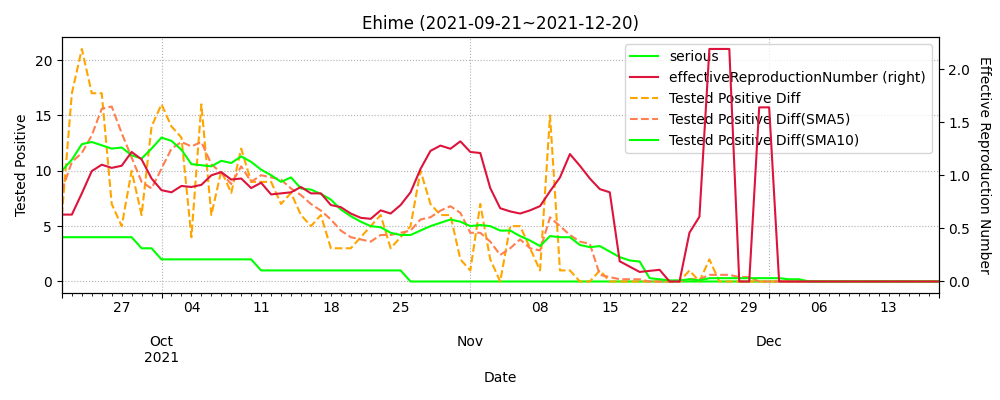 Ehime (2021-09-21~2021-12-20)
serious
effectiveReproductionNumber (right)
Tested Positive Diff
Tested Positive Diff(SMA5)
Tested Positive Diff(SMA10)
Tested Positive
20
15
10
5
0
Effective Reproduction Number
2.0
1.5
1.0
0.5
0.0
27 04 11 18 25 08 15 22 29 06 13
Oct Nov Dec
2021
Date